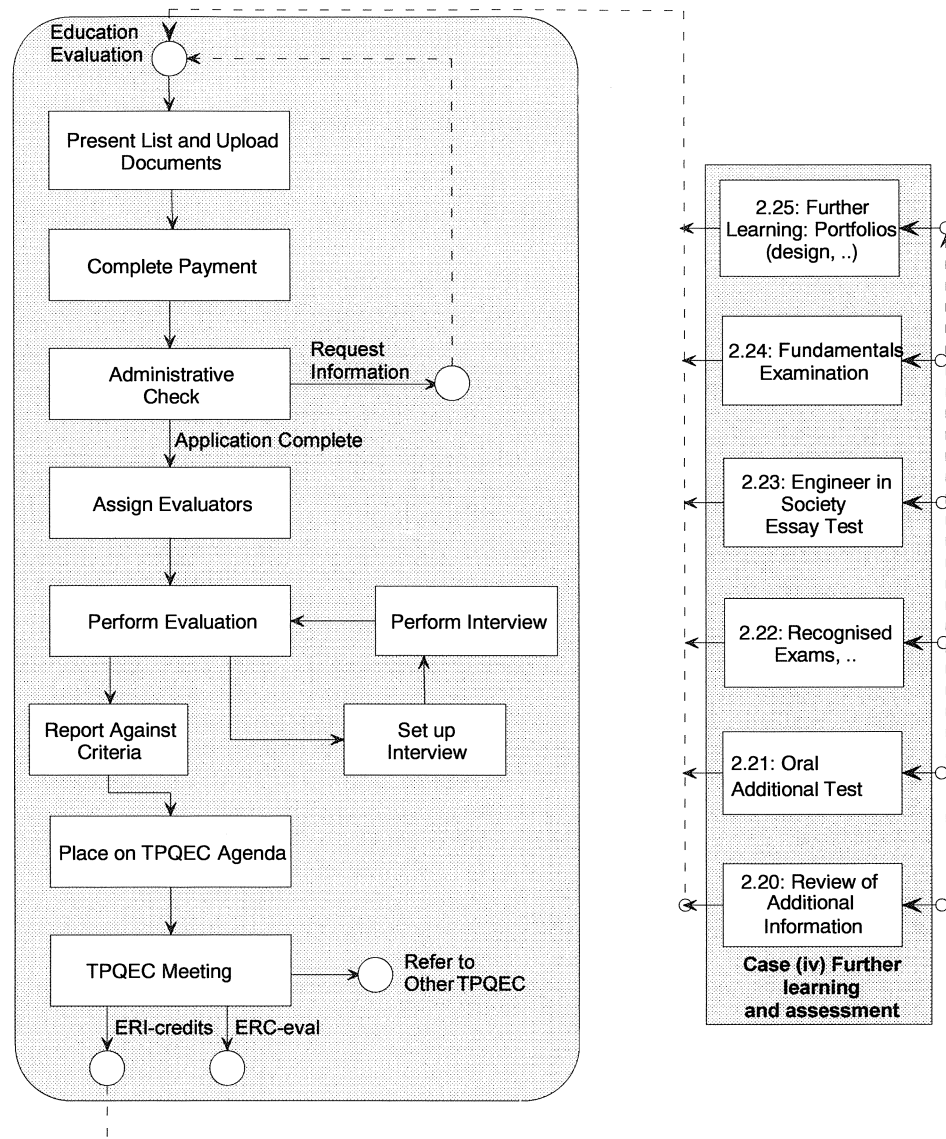 Education
Evaluation
Present List and Upload
Documents
Complete Payment
Administrative
Check
Request
Information
Application Complete
Assign Evaluators
Perform Evaluation
Perform Interview
Report Against
Criteria
Set up
Interview
Place on TPQEC Agenda
TPQEC Meeting
Refer to
Other TPQEC
ERI-credits
ERC-eval
2.25: Further
Learning: Portfolios
(design, ..)
2.24: Fundamentals
Examination
2.23: Engineer in
Society
Essay Test
2.22: Recognised
Exams, ..
2.21: Oral
Additional Test
2.20: Review of
Additional
Information
Case (iv) Further
learning
and assessment